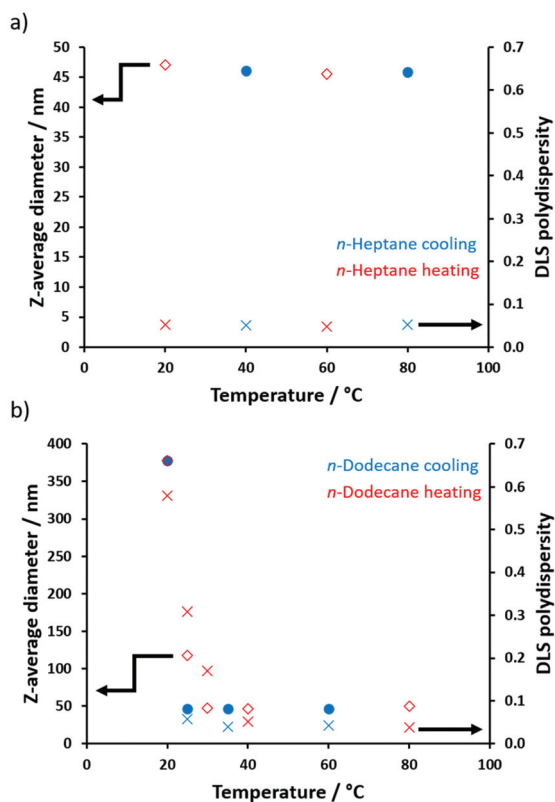 a)
50
45
40
35
30
25
20
15
10
5
0
Z-average diameter / nm
0.7
0.6
0.5
0.4
0.3
0.2
0.1
0.0
DLS polydispersity
n-Heptane cooling
n-Heptane heating
0 20 40 60 80 100
Temperature / °C
b)
400
350
300
250
200
150
100
50
0
Z-average diameter / nm
0.7
0.6
0.5
0.4
0.3
0.2
0.1
0.0
DLS polydispersity
n-Dodecane cooling
n-Dodecane heating
0 20 40 60 80 100
Temperature / °C